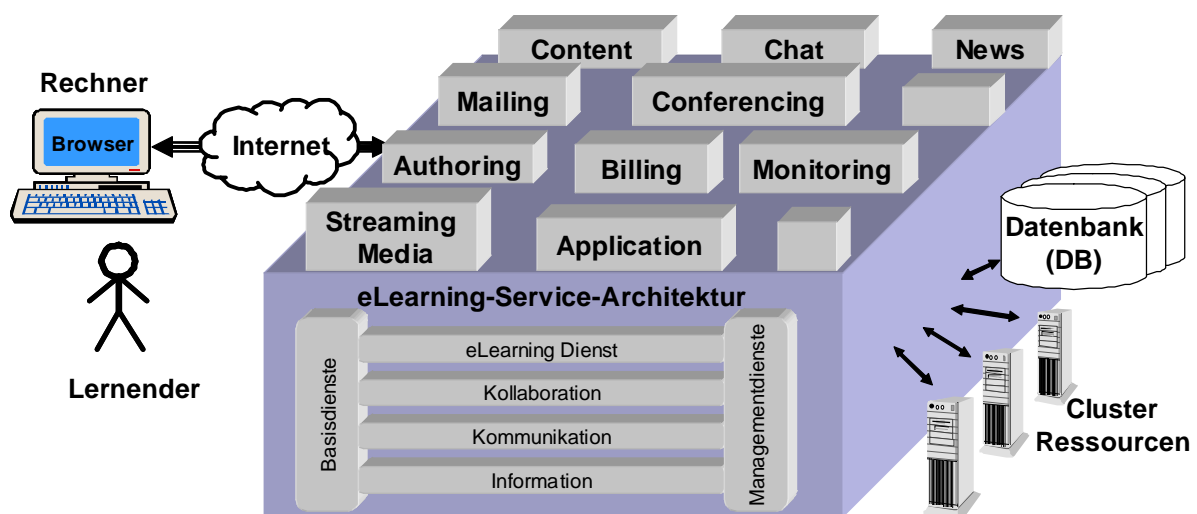 Content
Chat
News
Rechner
Mailing
Conferencing
Browser
Internet
Authoring
Billing
Monitoring
Streaming
Media
Application
Datenbank
(DB)
eLearning-Service-Architektur
Basisdienste
eLearning Dienst
Kollaboration
Kommunikation
Information
Managementdienste
Lernender
Cluster
Ressourcen